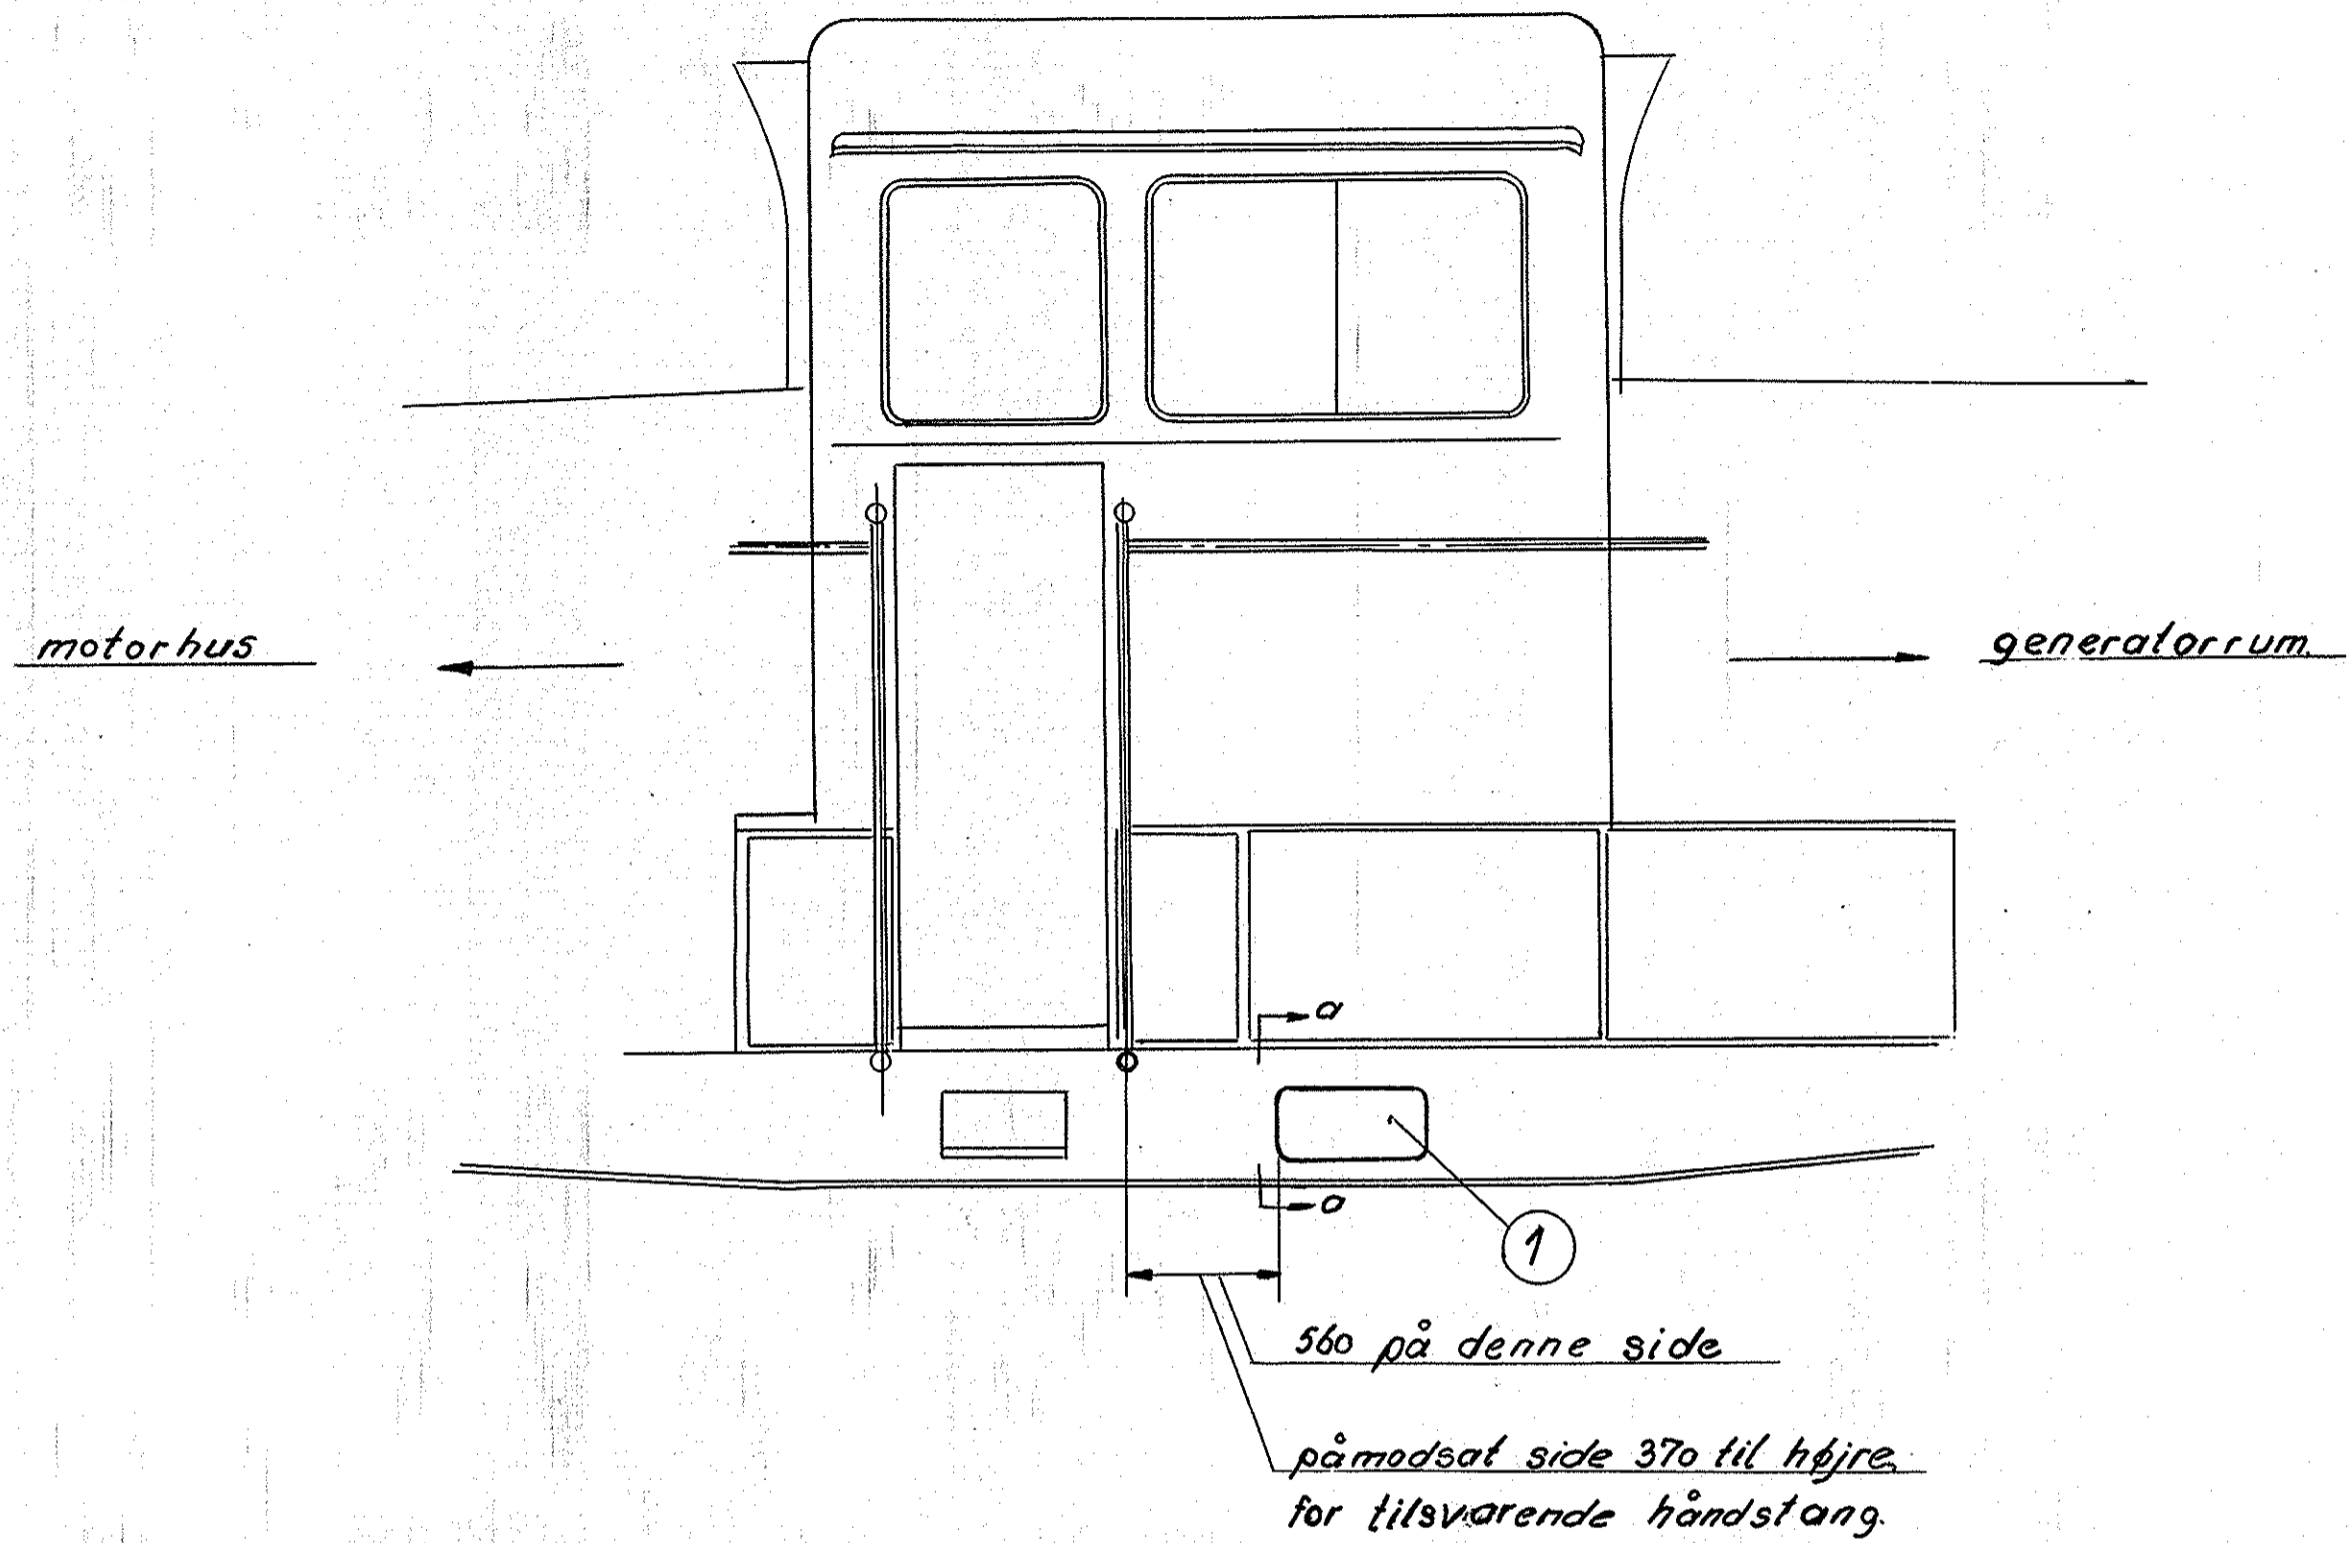 motorhus
generatorrum.
a
a
1
560 på denne side
påmodsat side 370 til højre.
for tilsvarende håndstang.